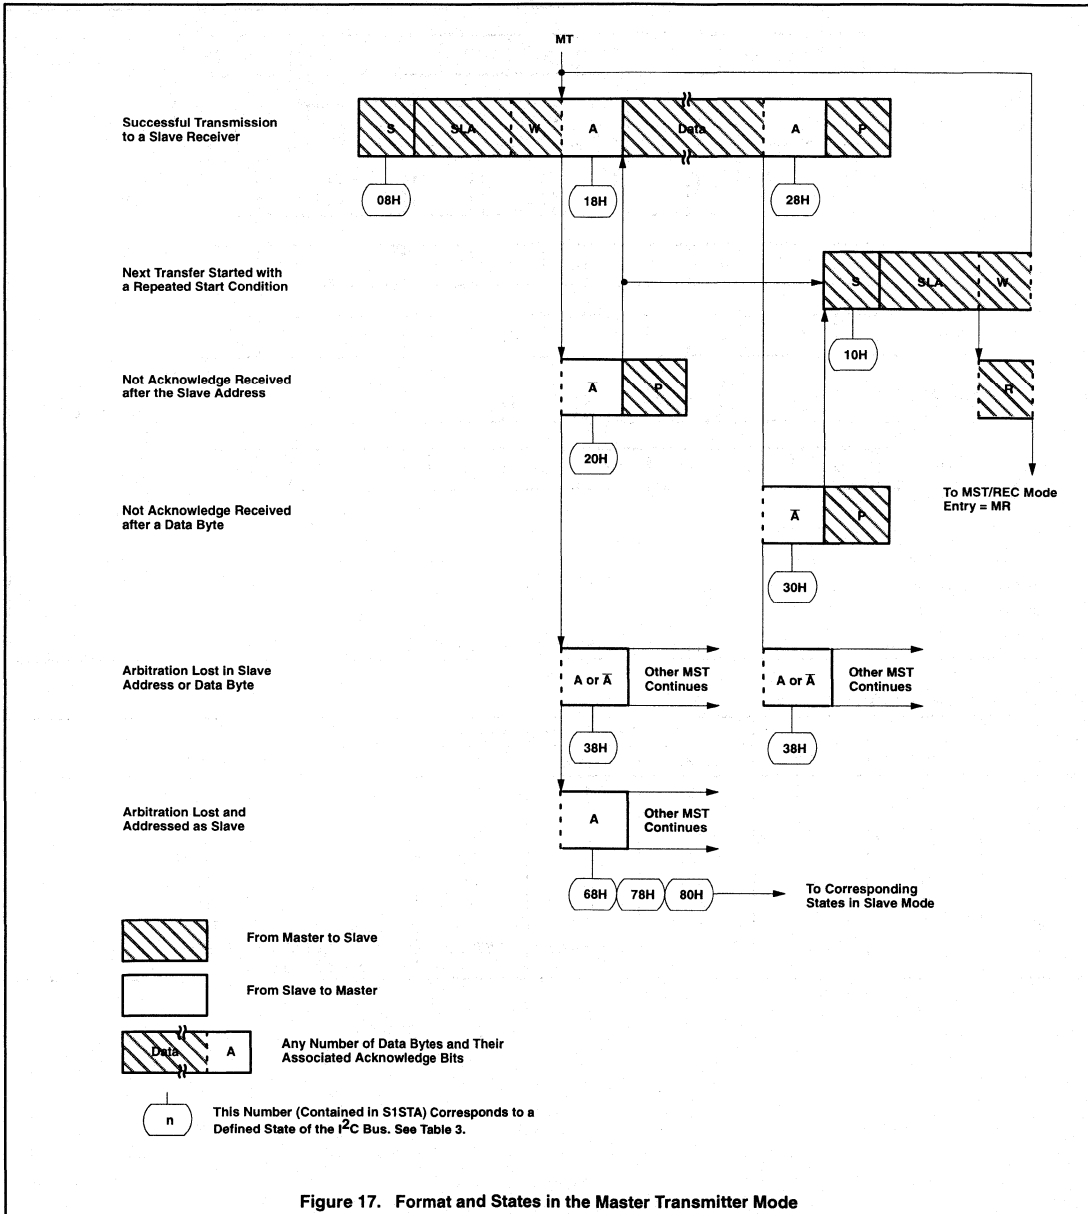 MT
Successful Transmission
to a Slave Receiver
S SLA W A Data A P
08H 18H 28H
Next Transfer Started with
a Repeated Start Condition
S SLA W
10H
Not Acknowledge Received
after the Slave Address
A P R
20H
To MST/REC Mode
Entry = MR
Not Acknowledge Received
after a Data Byte
A̅ P
30H
Arbitration Lost in Slave
Address or Data Byte
A or A̅ Other MST
Continues
A or A̅ Other MST
Continues
38H 38H
Arbitration Lost and
Addressed as Slave
A Other MST
Continues
68H 78H 80H
To Corresponding
States in Slave Mode
From Master to Slave
From Slave to Master
Data A
Any Number of Data Bytes and Their
Associated Acknowledge Bits
n
This Number (Contained in S1STA) Corresponds to a
Defined State of the I²C Bus. See Table 3.
Figure 17. Format and States in the Master Transmitter Mode